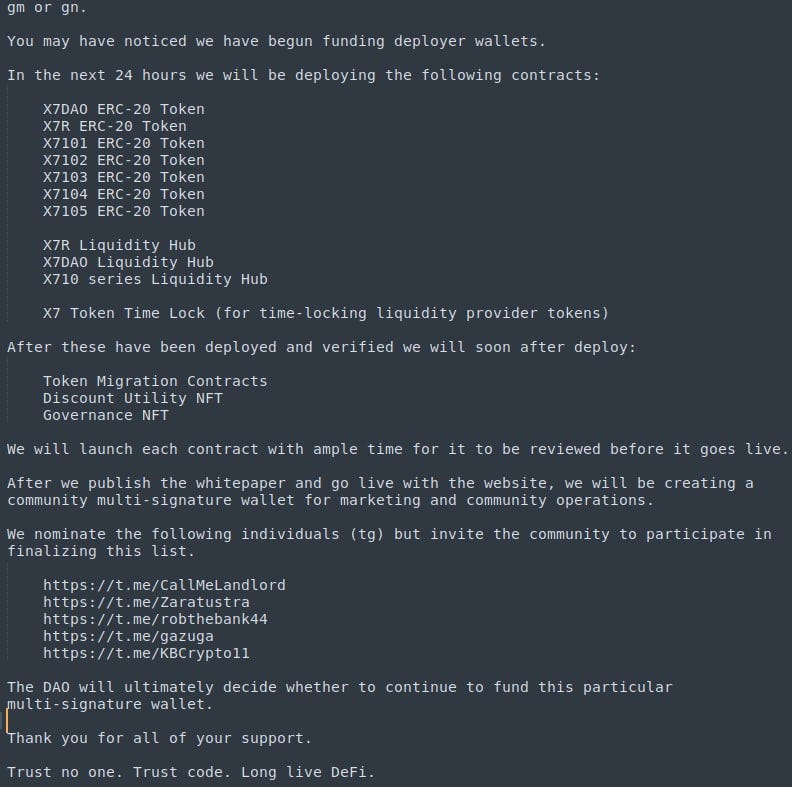 gm or gn.
You may have noticed we have begun funding deployer wallets.
In the next 24 hours we will be deploying the following contracts:
X7DAO ERC-20 Token
X7R ERC-20 Token
X7101 ERC-20 Token
X7102 ERC-20 Token
X7103 ERC-20 Token
X7104 ERC-20 Token
X7105 ERC-20 Token
X7R Liquidity Hub
X7DAO Liquidity Hub
X710 series Liquidity Hub
X7 Token Time Lock (for time-locking liquidity provider tokens)
After these have been deployed and verified we will soon after deploy:
Token Migration Contracts
Discount Utility NFT
Governance NFT
We will launch each contract with ample time for it to be reviewed before it goes live.
After we publish the whitepaper and go live with the website, we will be creating a
community multi-signature wallet for marketing and community operations.
We nominate the following individuals (tg) but invite the community to participate in
finalizing this list.
https://t.me/CallMeLandlord
https://t.me/Zaratustra
https://t.me/robthebank44
https://t.me/gazuga
https://t.me/KBCrypto11
The DAO will ultimately decide whether to continue to fund this particular
multi-signature wallet.
Thank you for all of your support.
Trust no one. Trust code. Long live DeFi.